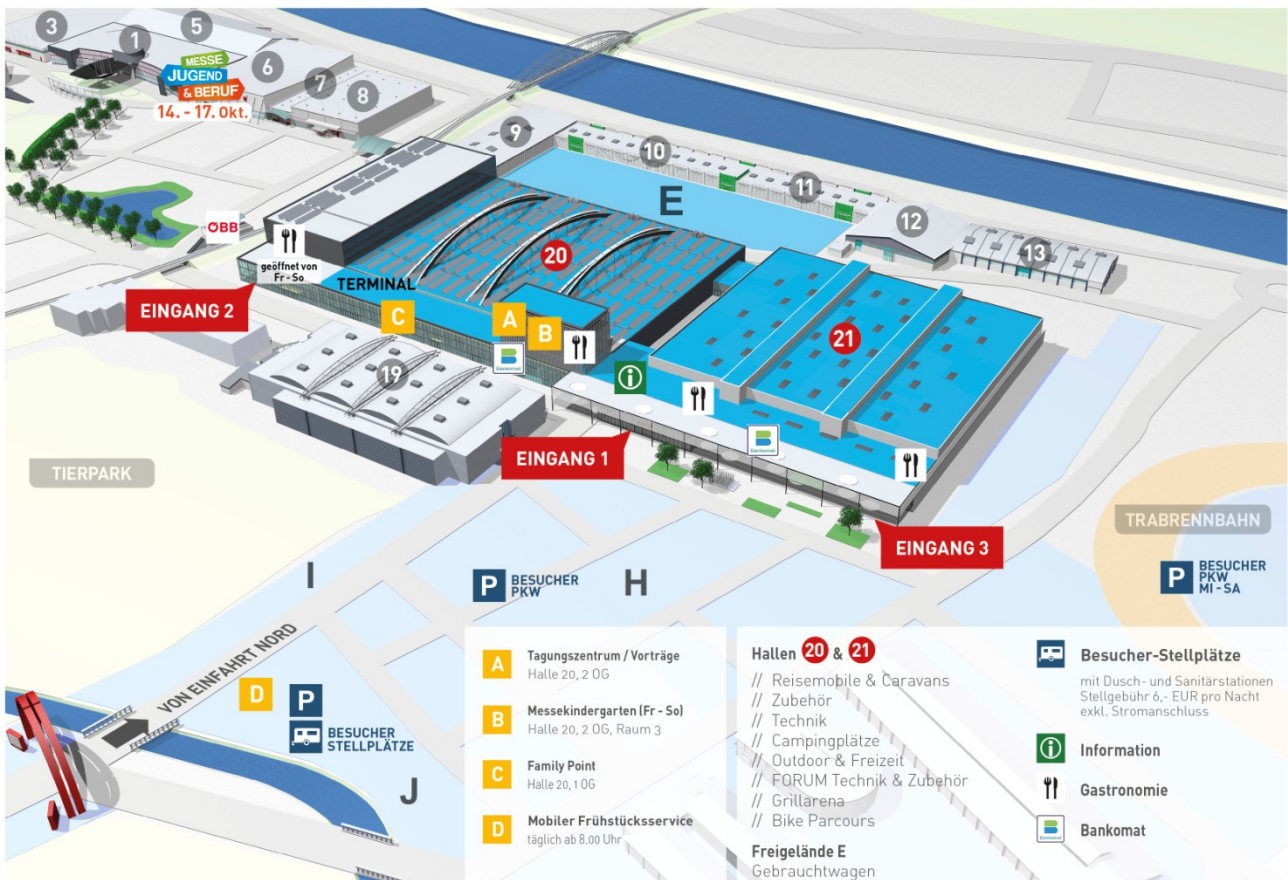 3
1
5
6
7
8
MESSE
JUGEND
& BERUF
14. - 17. Okt.
9
10
11
12
13
E
ÖBB
geöffnet von
Fr - So
TERMINAL
20
EINGANG 2
C
A
B
Bankomat
21
19
EINGANG 1
Bankomat
TIERPARK
TRABRENNBAHN
EINGANG 3
I
P BESUCHER
PKW
H
P BESUCHER
PKW
MI - SA
VON EINFAHRT NORD
D
P
BESUCHER
STELLPLÄTZE
J
A Tagungszentrum / Vorträge
Halle 20, 2 OG
B Messekindergarten (Fr - So)
Halle 20, 2 OG, Raum 3
C Family Point
Halle 20, 1 OG
D Mobiler Frühstücksservice
täglich ab 8.00 Uhr
Hallen 20 & 21
// Reisemobile & Caravans
// Zubehör
// Technik
// Campingplätze
// Outdoor & Freizeit
// FORUM Technik & Zubehör
// Grillarena
// Bike Parcours
Freigelände E
Gebrauchtwagen
Besucher-Stellplätze
mit Dusch- und Sanitärstationen
Stellgebühr 6,- EUR pro Nacht
exkl. Stromanschluss
Information
Gastronomie
Bankomat
Bankomat